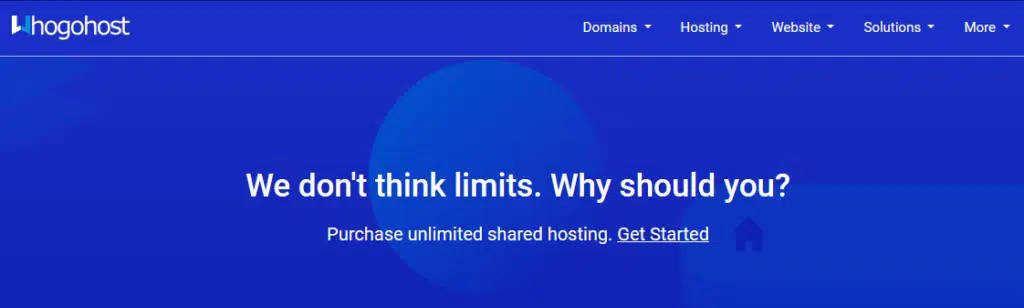 Whogohost
Domains Hosting Website Solutions More
We don't think limits. Why should you?
Purchase unlimited shared hosting. Get Started